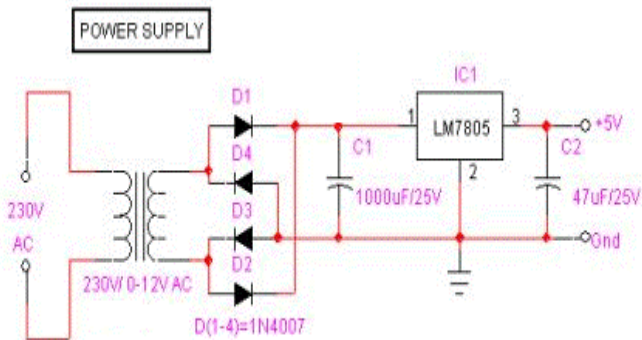 POWER SUPPLY
IC1
D1
1
LM7805
3
+5V
D4
C1
2
C2
230V
1000uF/25V
47uF/25V
D3
AC
D2
Gnd
230V/ 0-12V AC
D(1-4)=1N4007